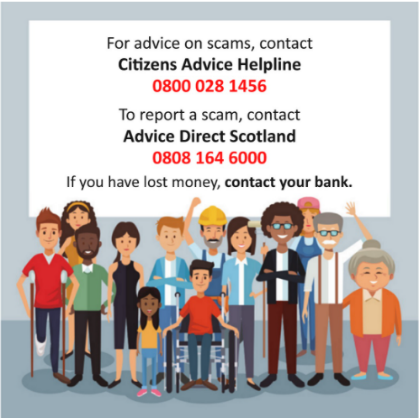 For advice on scams, contact
Citizens Advice Helpline
0800 028 1456
To report a scam, contact
Advice Direct Scotland
0808 164 6000
If you have lost money, contact your bank.